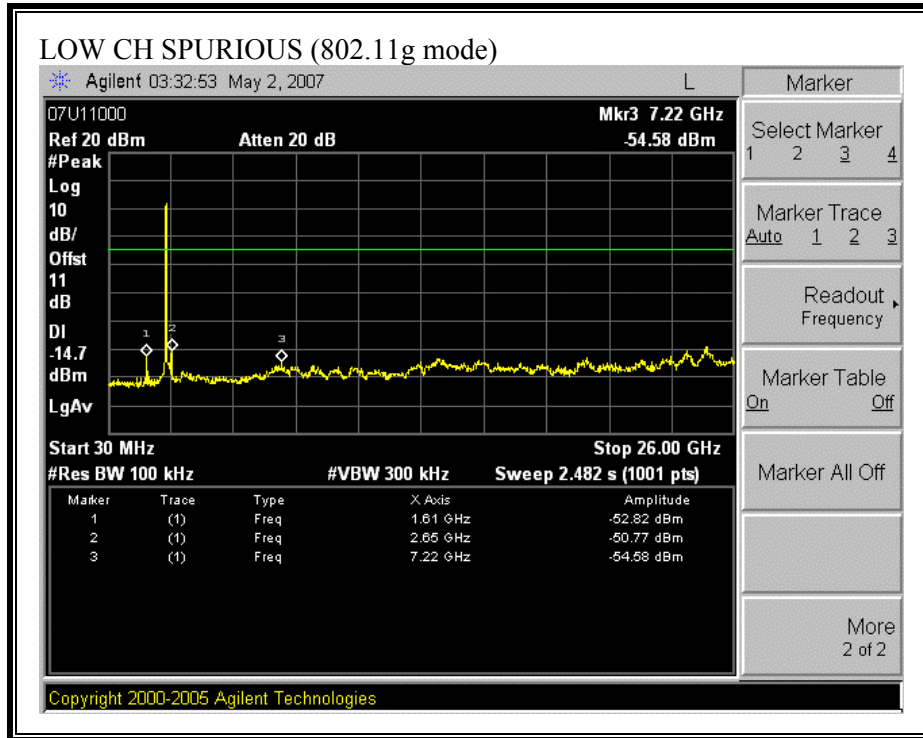 LOW CH SPURIOUS (802.11g mode)
Agilent 03:32:53 May 2, 2007 L
07U11000 Mkr3 7.22 GHz
Ref 20 dBm Atten 20 dB -54.58 dBm
#Peak
Log
10
dB/
Offst
11
dB
DI
-14.7
dBm
LgAv
1 2 3
Start 30 MHz Stop 26.00 GHz
#Res BW 100 kHz #VBW 300 kHz Sweep 2.482 s (1001 pts)
Marker Trace Type X Axis Amplitude
1 (1) Freq 1.61 GHz -52.82 dBm
2 (1) Freq 2.65 GHz -50.77 dBm
3 (1) Freq 7.22 GHz -54.58 dBm
Marker
Select Marker
1 2 3 4
Marker Trace
Auto 1 2 3
Readout
Frequency
Marker Table
On Off
Marker All Off
More
2 of 2
Copyright 2000-2005 Agilent Technologies